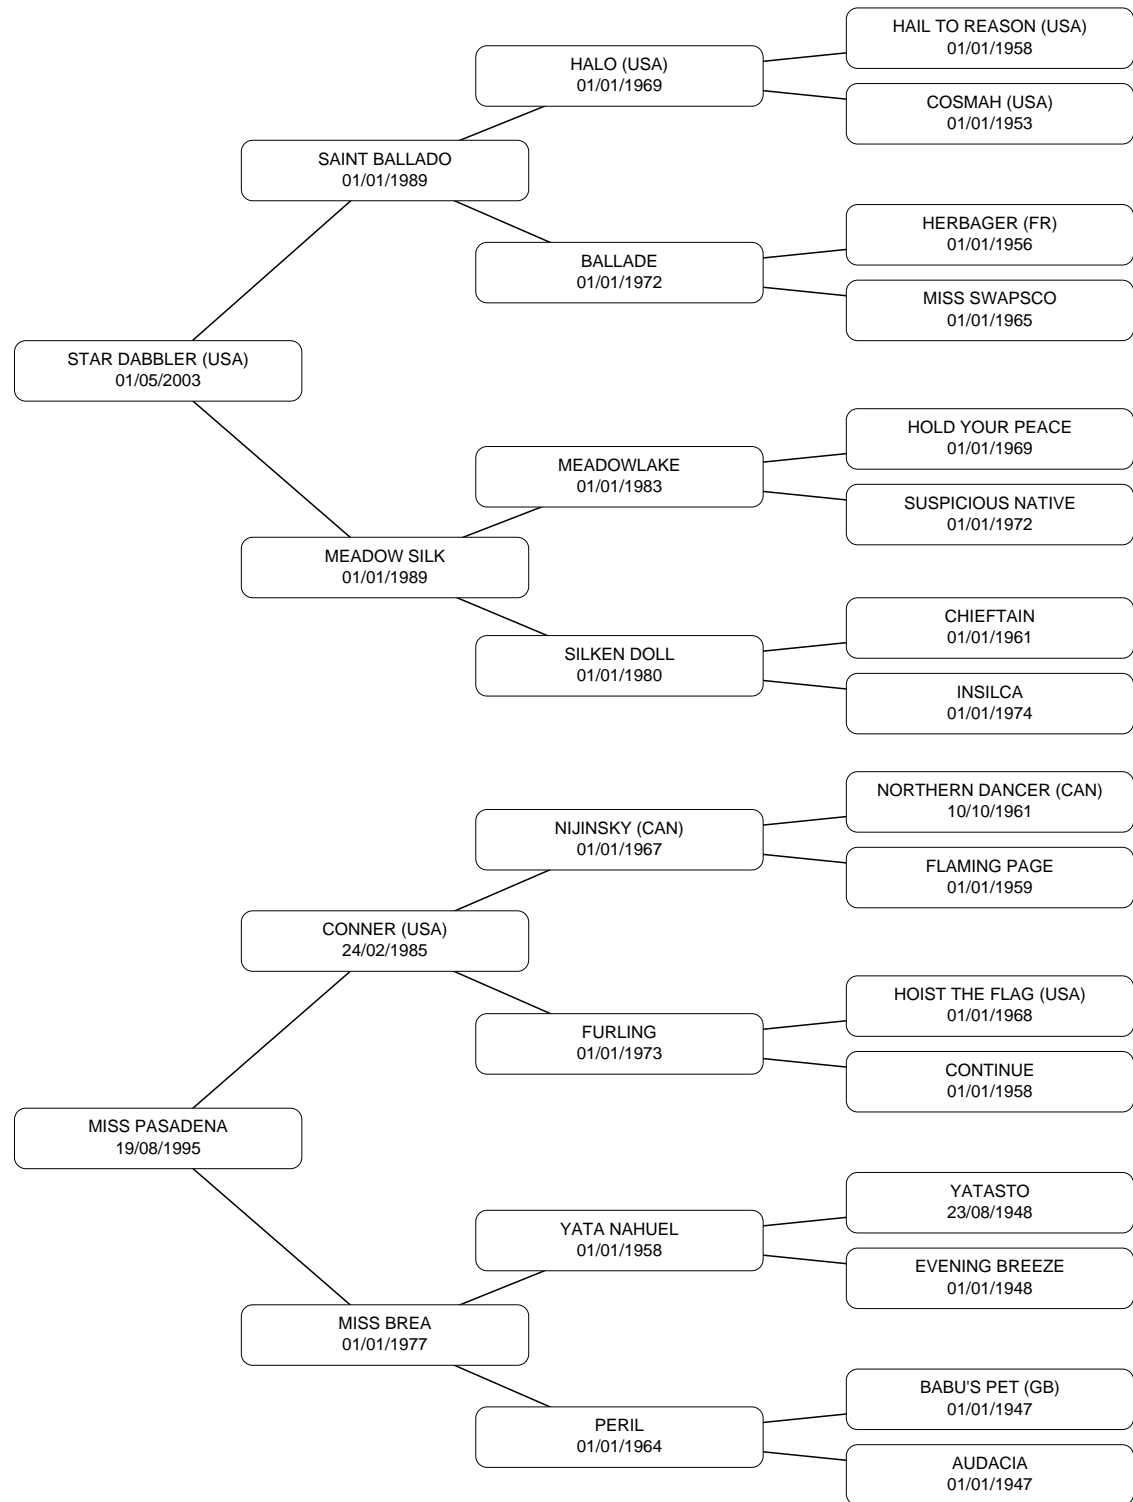 HAIL TO REASON (USA)
01/01/1958
HALO (USA)
01/01/1969
COSMAH (USA)
01/01/1953
SAINT BALLADO
01/01/1989
HERBAGER (FR)
01/01/1956
BALLADE
01/01/1972
MISS SWAPSCO
01/01/1965
STAR DABBLER (USA)
01/05/2003
HOLD YOUR PEACE
01/01/1969
MEADOWLAKE
01/01/1983
SUSPICIOUS NATIVE
01/01/1972
MEADOW SILK
01/01/1989
CHIEFTAIN
01/01/1961
SILKEN DOLL
01/01/1980
INSILCA
01/01/1974
NORTHERN DANCER (CAN)
10/10/1961
NIJINSKY (CAN)
01/01/1967
FLAMING PAGE
01/01/1959
CONNER (USA)
24/02/1985
HOIST THE FLAG (USA)
01/01/1968
FURLING
01/01/1973
CONTINUE
01/01/1958
MISS PASADENA
19/08/1995
YATASTO
23/08/1948
YATA NAHUEL
01/01/1958
EVENING BREEZE
01/01/1948
MISS BREA
01/01/1977
BABU'S PET (GB)
01/01/1947
PERIL
01/01/1964
AUDACIA
01/01/1947